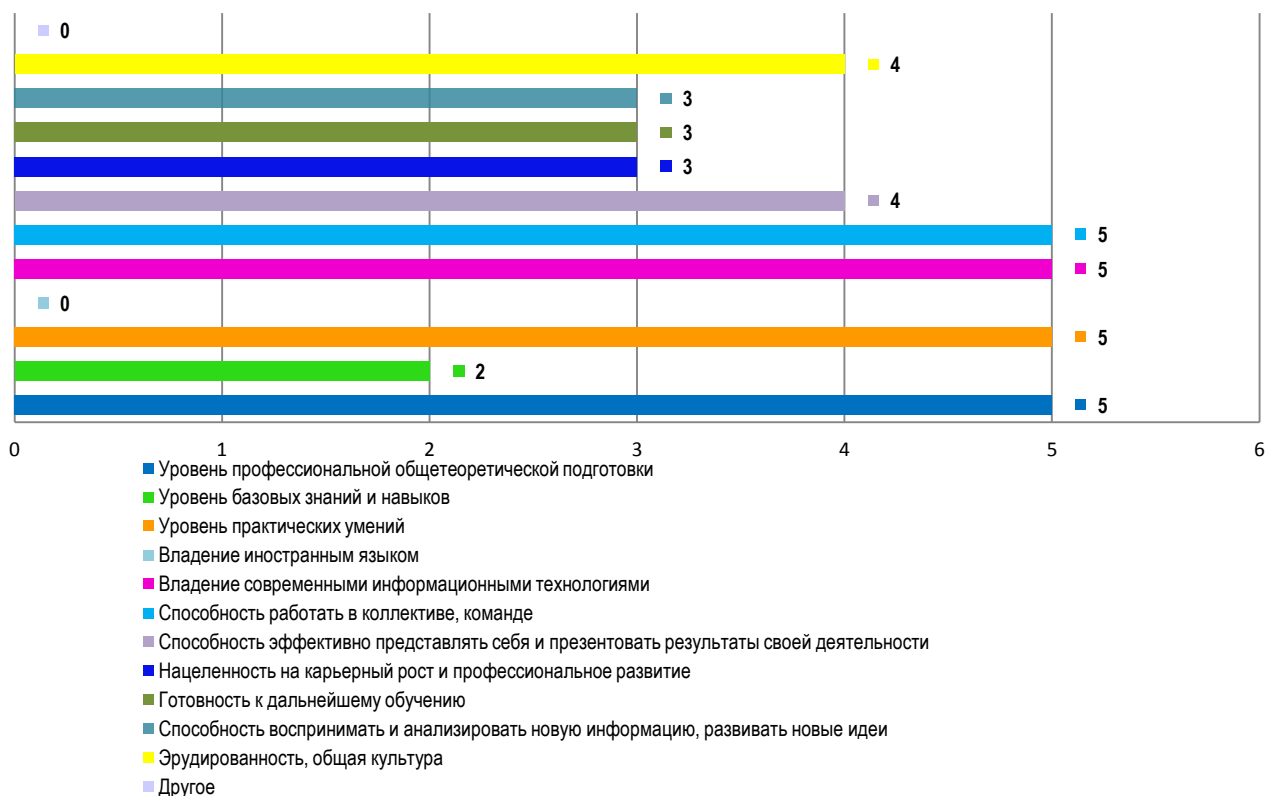 0
4
3
3
3
4
5
5
0
5
2
5
0 1 2 3 4 5 6
Уровень профессиональной общетеоретической подготовки
Уровень базовых знаний и навыков
Уровень практических умений
Владение иностранным языком
Владение современными информационными технологиями
Способность работать в коллективе, команде
Способность эффективно представлять себя и презентовать результаты своей деятельности
Нацеленность на карьерный рост и профессиональное развитие
Готовность к дальнейшему обучению
Способность воспринимать и анализировать новую информацию, развивать новые идеи
Эрудированность, общая культура
Другое